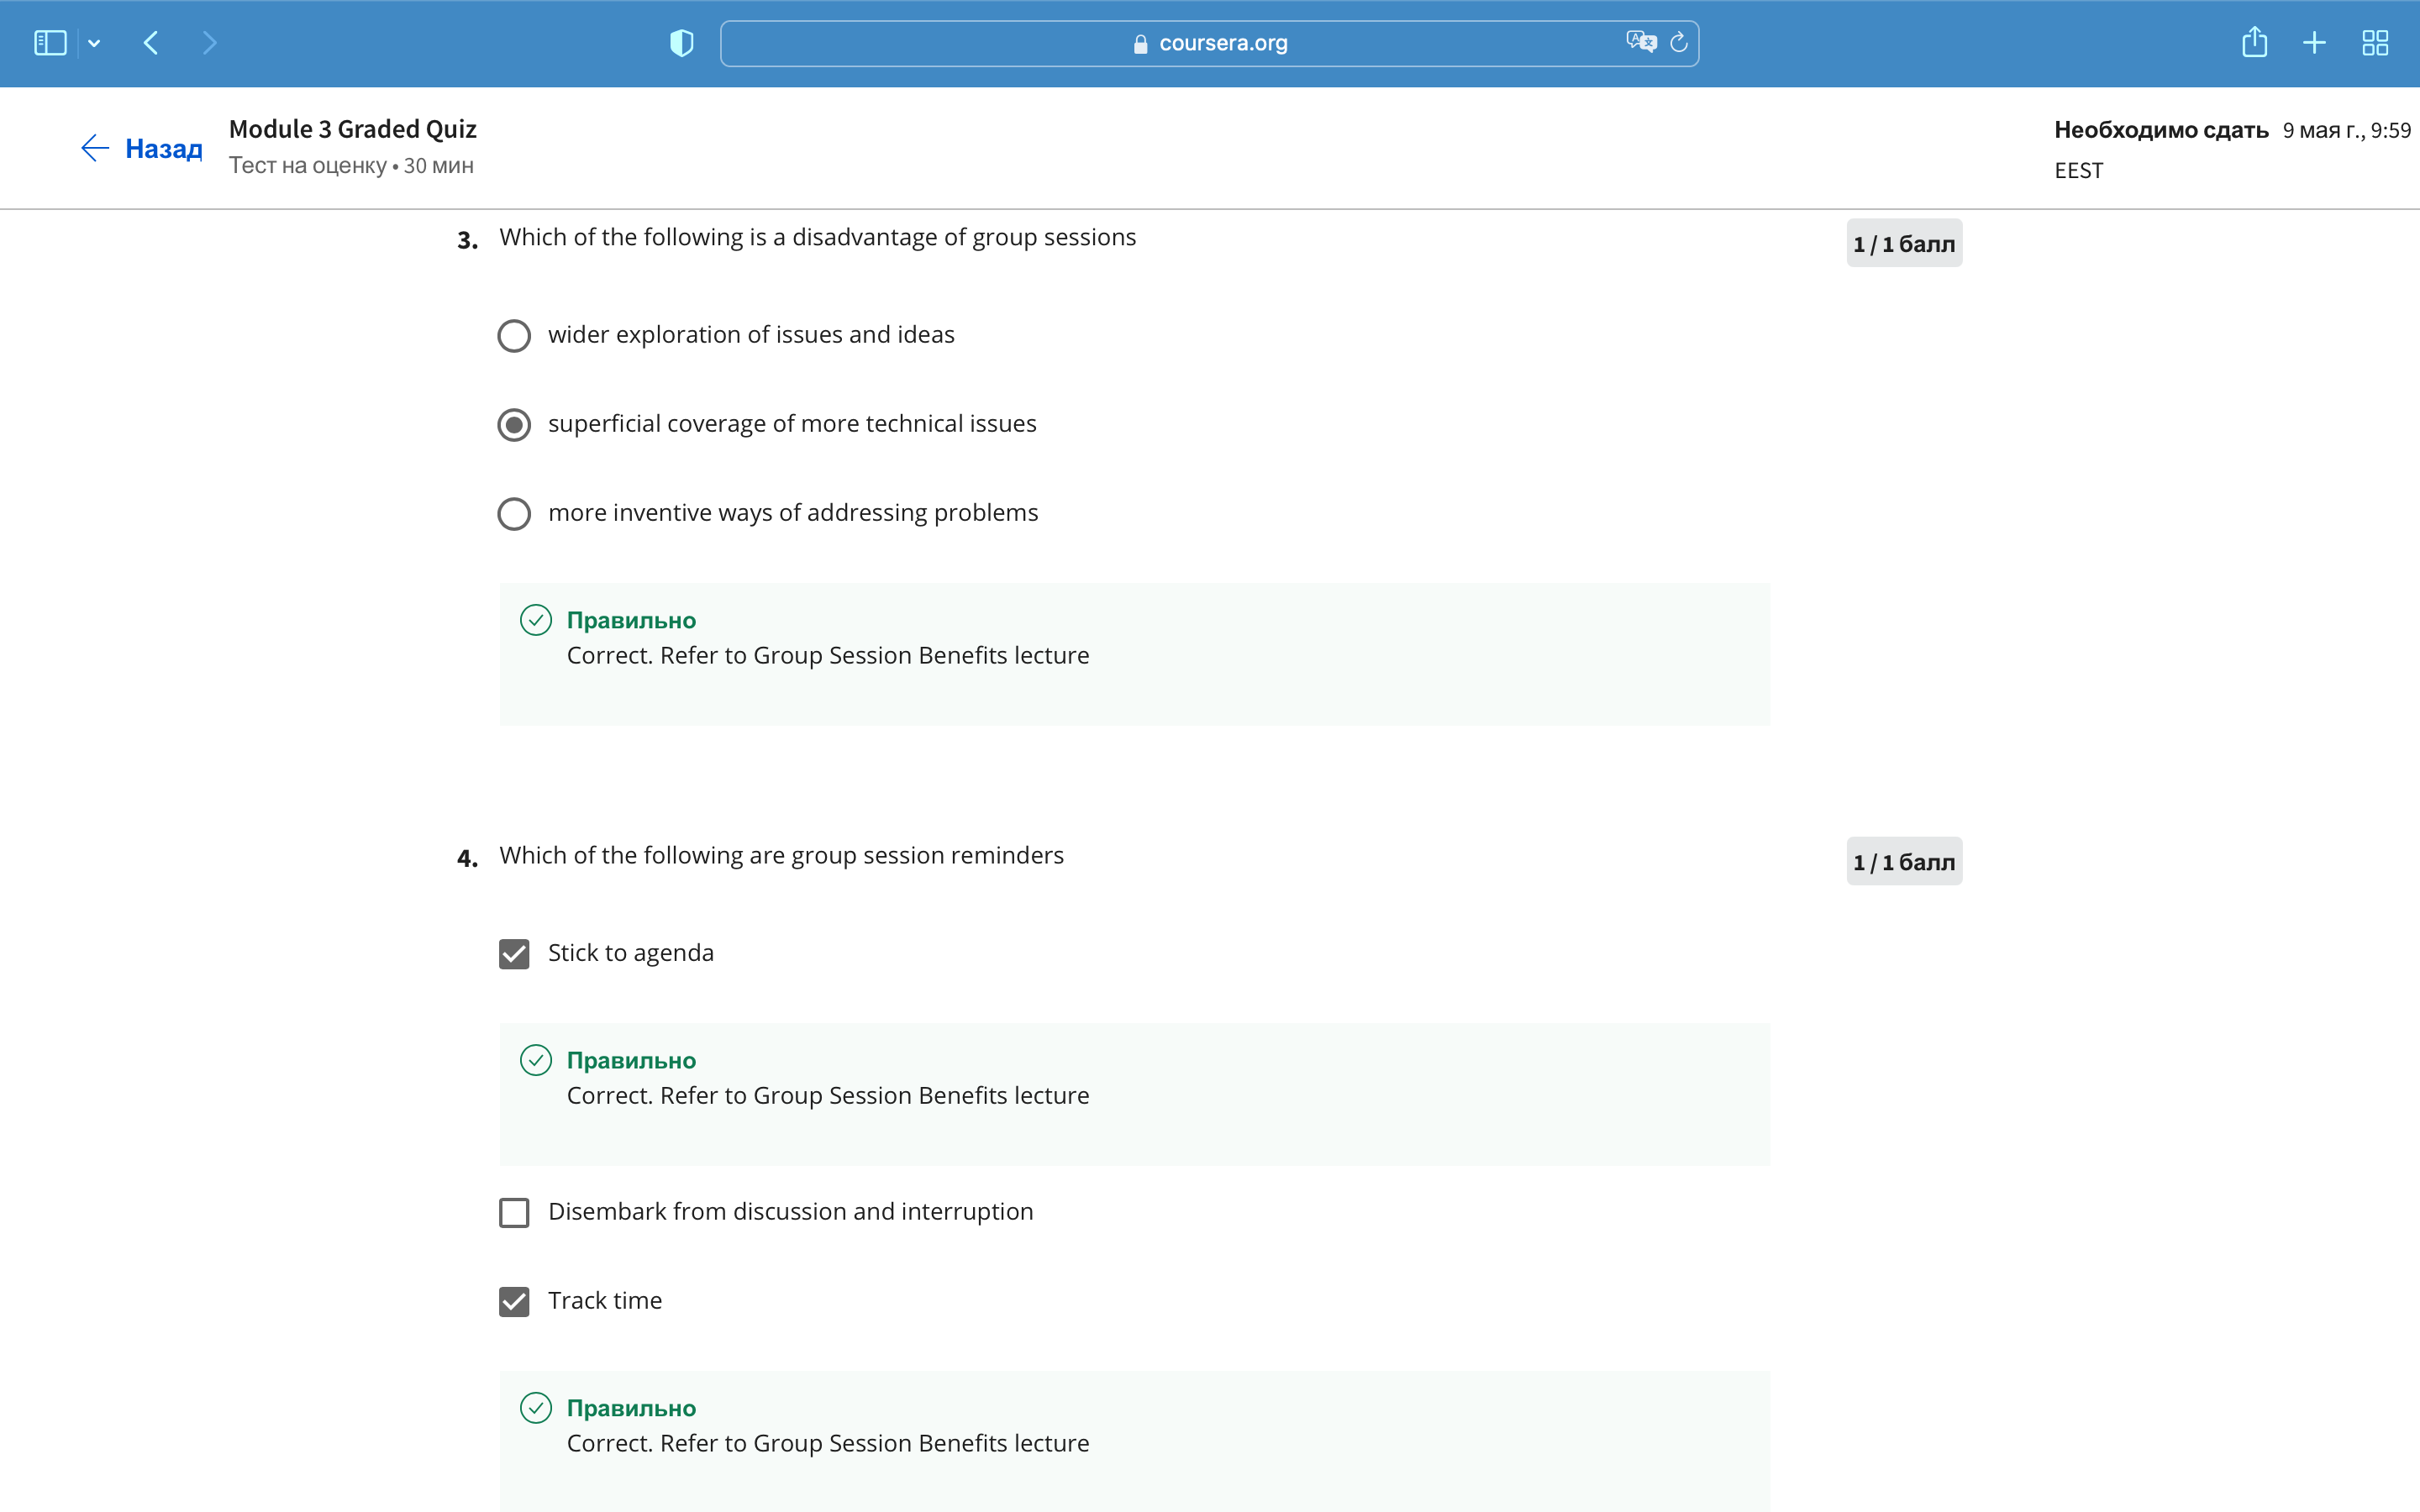 coursera.org
Назад
Module 3 Graded Quiz
Тест на оценку • 30 мин
Необходимо сдать 9 мая г., 9:59
EEST
3. Which of the following is a disadvantage of group sessions
1 / 1 балл
wider exploration of issues and ideas
superficial coverage of more technical issues
more inventive ways of addressing problems
Правильно
Correct. Refer to Group Session Benefits lecture
4. Which of the following are group session reminders
1 / 1 балл
Stick to agenda
Правильно
Correct. Refer to Group Session Benefits lecture
Disembark from discussion and interruption
Track time
Правильно
Correct. Refer to Group Session Benefits lecture